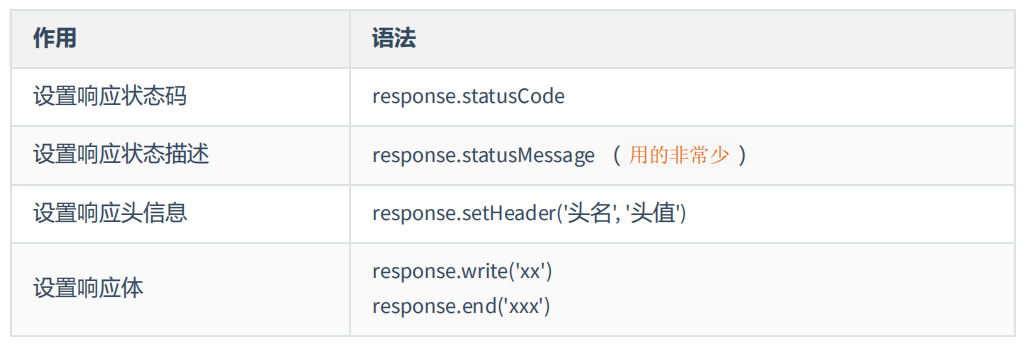 作用 语法
设置响应状态码 response.statusCode
设置响应状态描述 response.statusMessage （ 用的非常少 ）
设置响应头信息 response.setHeader('头名', '头值')
设置响应体 response.write('xx')
response.end('xxx')